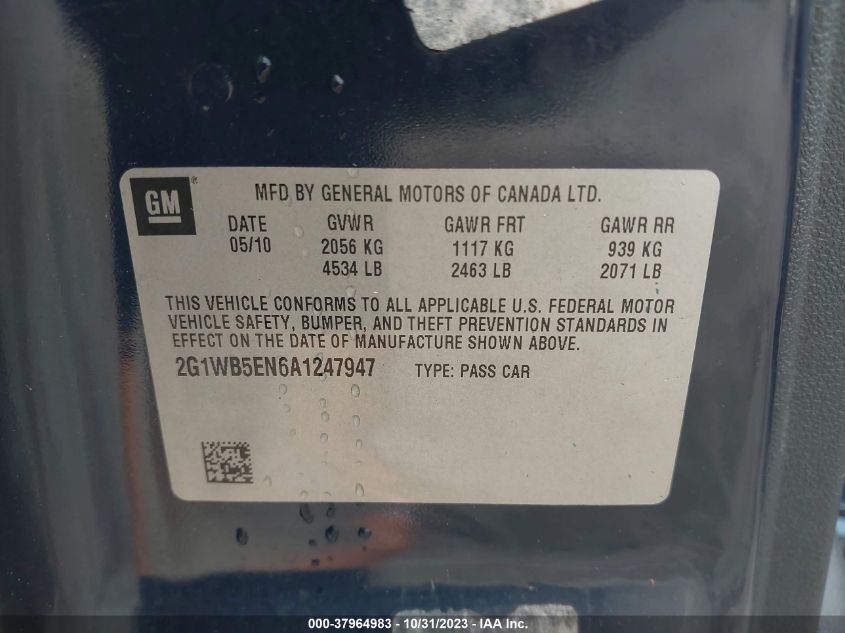 GM®
MFD BY GENERAL MOTORS OF CANADA LTD.
DATE GVWR GAWR FRT GAWR RR
05/10 2056 KG 1117 KG 939 KG
4534 LB 2463 LB 2071 LB
THIS VEHICLE CONFORMS TO ALL APPLICABLE U.S. FEDERAL MOTOR
VEHICLE SAFETY, BUMPER, AND THEFT PREVENTION STANDARDS IN
EFFECT ON THE DATE OF MANUFACTURE SHOWN ABOVE.
2G1WB5EN6A1247947 TYPE: PASS CAR
000-37964983 - 10/31/2023 - IAA Inc.